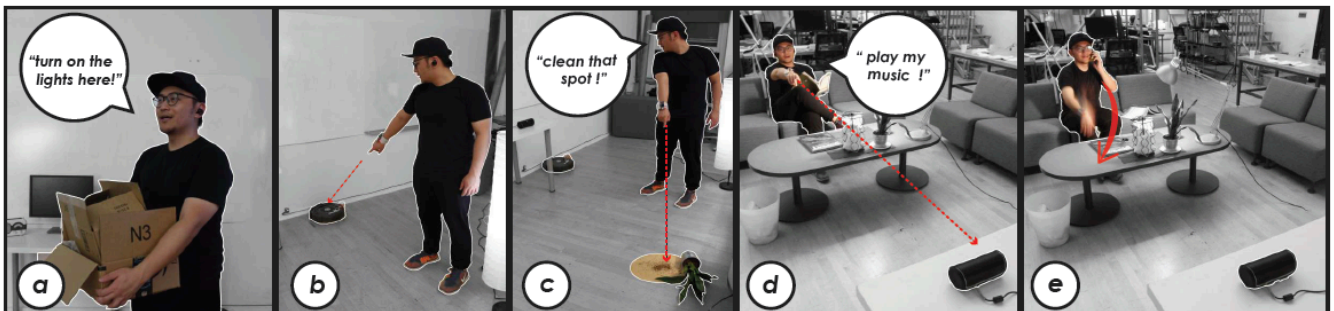 “turn on the
lights here!”
N3
a
b
“clean that
spot !”
c
“ play my
music  !”
d
e